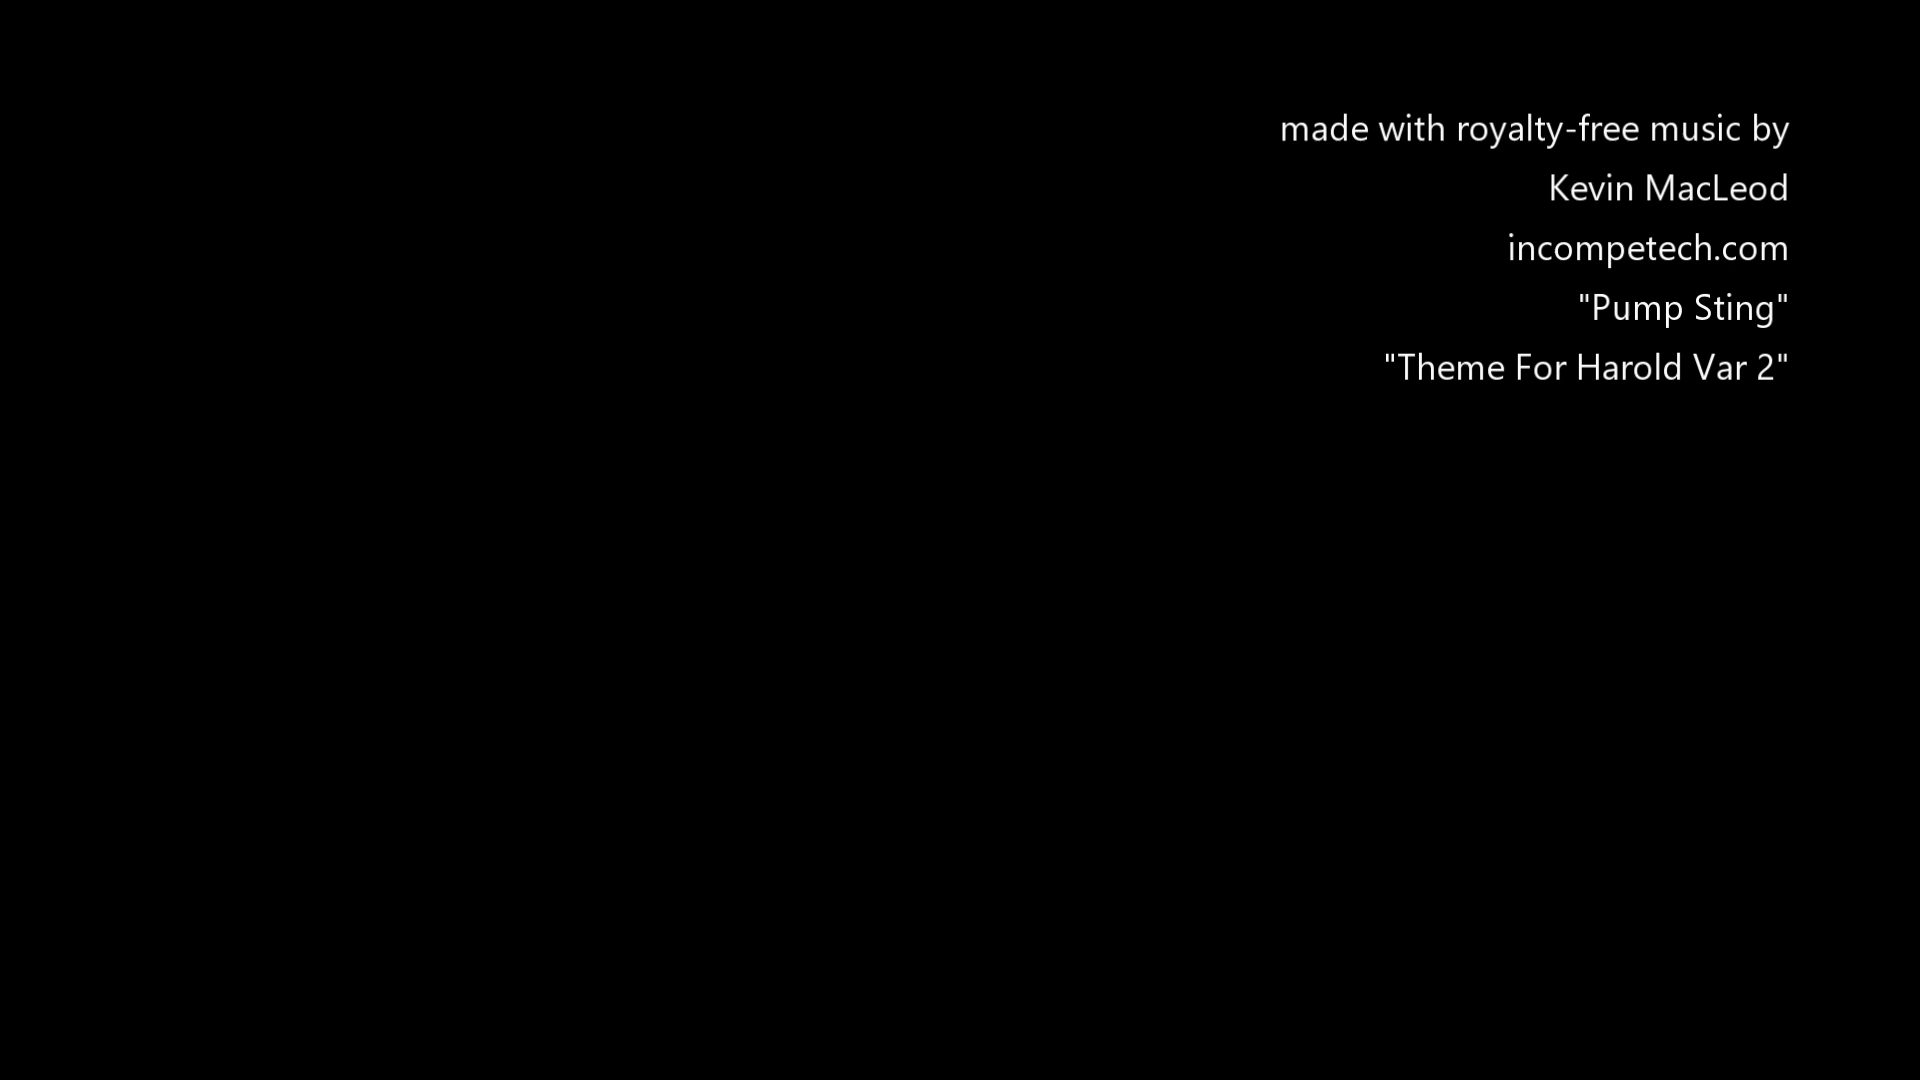 made with royalty-free music by
Kevin MacLeod
incompetech.com
"Pump Sting"
"Theme For Harold Var 2"